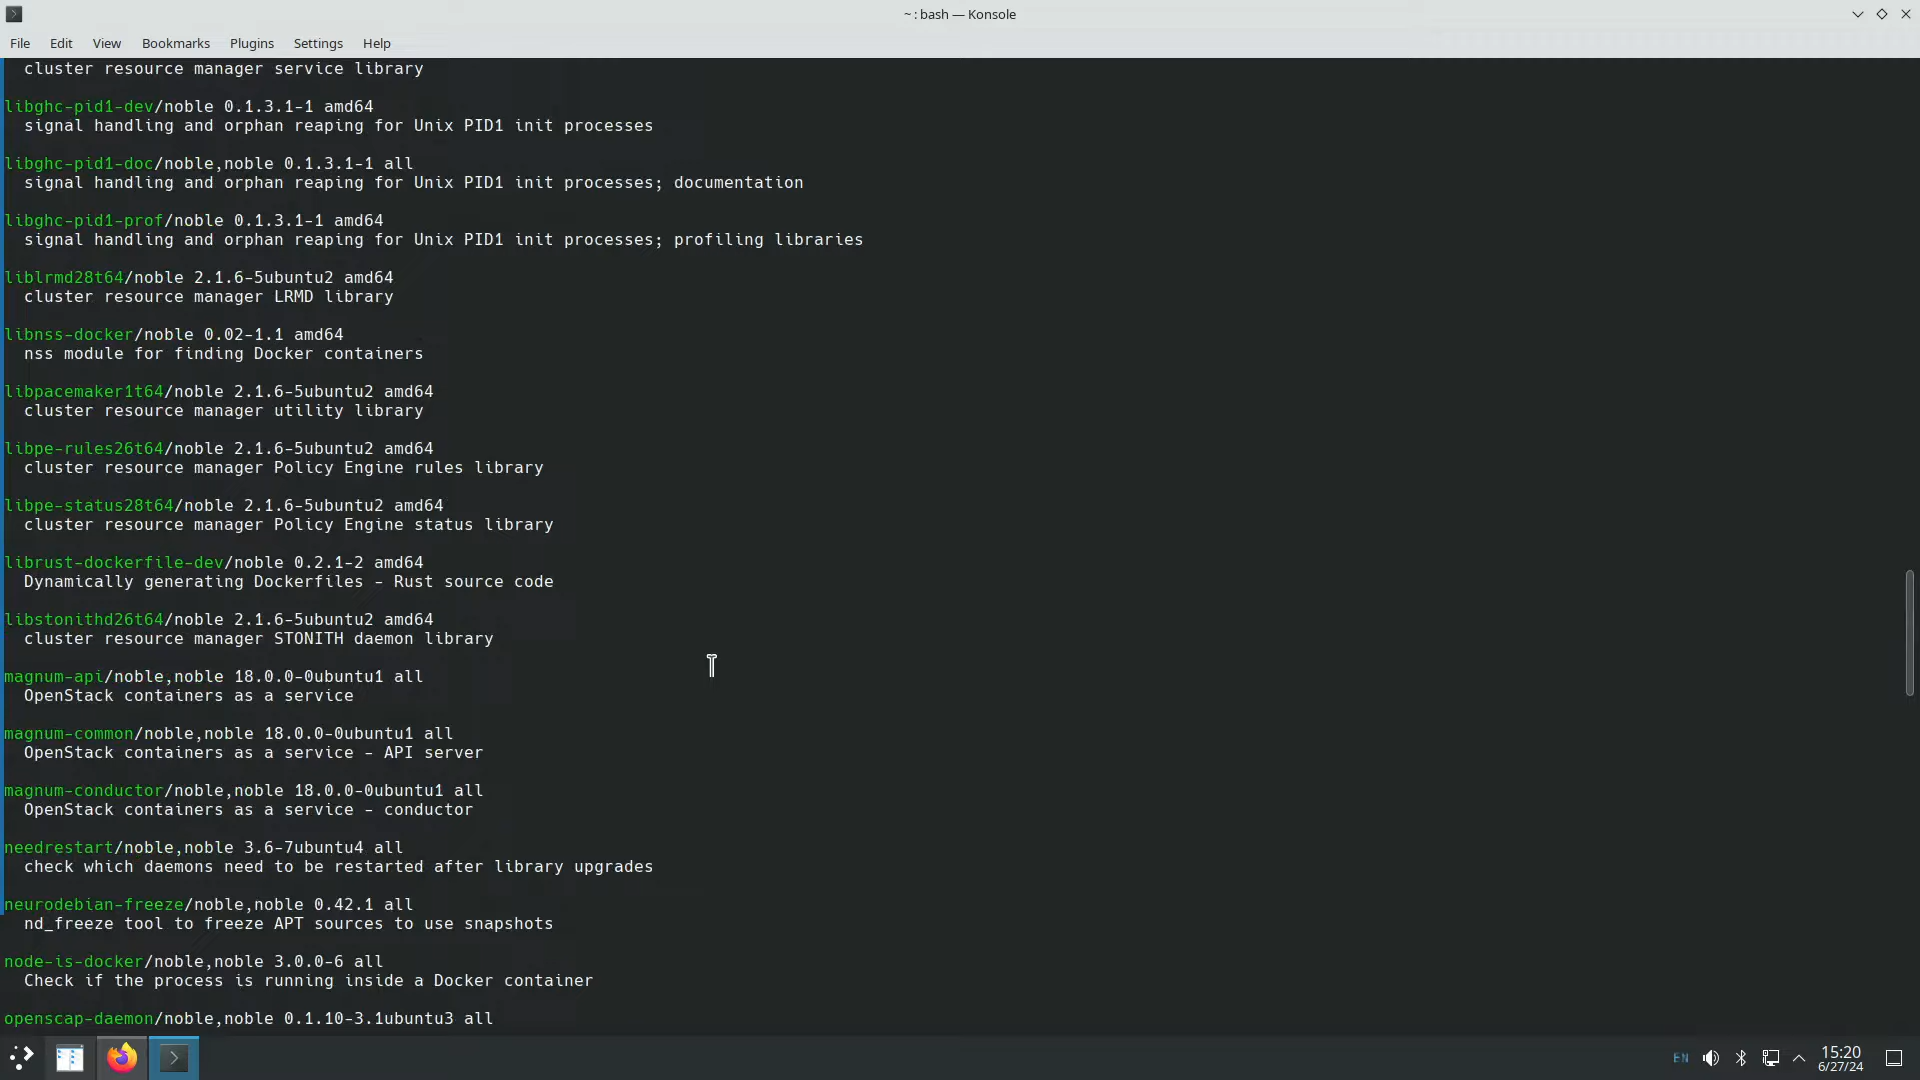 ~ : bash — Konsole
File Edit View Bookmarks Plugins Settings Help
cluster resource manager service library
libghc-pid1-dev/noble 0.1.3.1-1 amd64
signal handling and orphan reaping for Unix PID1 init processes
libghc-pid1-doc/noble,noble 0.1.3.1-1 all
signal handling and orphan reaping for Unix PID1 init processes; documentation
libghc-pid1-prof/noble 0.1.3.1-1 amd64
signal handling and orphan reaping for Unix PID1 init processes; profiling libraries
liblrmd28t64/noble 2.1.6-5ubuntu2 amd64
cluster resource manager LRMD library
libnss-docker/noble 0.02-1.1 amd64
nss module for finding Docker containers
libpacemaker1t64/noble 2.1.6-5ubuntu2 amd64
cluster resource manager utility library
libpe-rules26t64/noble 2.1.6-5ubuntu2 amd64
cluster resource manager Policy Engine rules library
libpe-status28t64/noble 2.1.6-5ubuntu2 amd64
cluster resource manager Policy Engine status library
librust-dockerfile-dev/noble 0.2.1-2 amd64
Dynamically generating Dockerfiles - Rust source code
libstonithd26t64/noble 2.1.6-5ubuntu2 amd64
cluster resource manager STONITH daemon library
magnum-api/noble,noble 18.0.0-0ubuntu1 all
OpenStack containers as a service
magnum-common/noble,noble 18.0.0-0ubuntu1 all
OpenStack containers as a service - API server
magnum-conductor/noble,noble 18.0.0-0ubuntu1 all
OpenStack containers as a service - conductor
needrestart/noble,noble 3.6-7ubuntu4 all
check which daemons need to be restarted after library upgrades
neurodebian-freeze/noble,noble 0.42.1 all
nd_freeze tool to freeze APT sources to use snapshots
node-is-docker/noble,noble 3.0.0-6 all
Check if the process is running inside a Docker container
openscap-daemon/noble,noble 0.1.10-3.1ubuntu3 all
EN 15:20
6/27/24